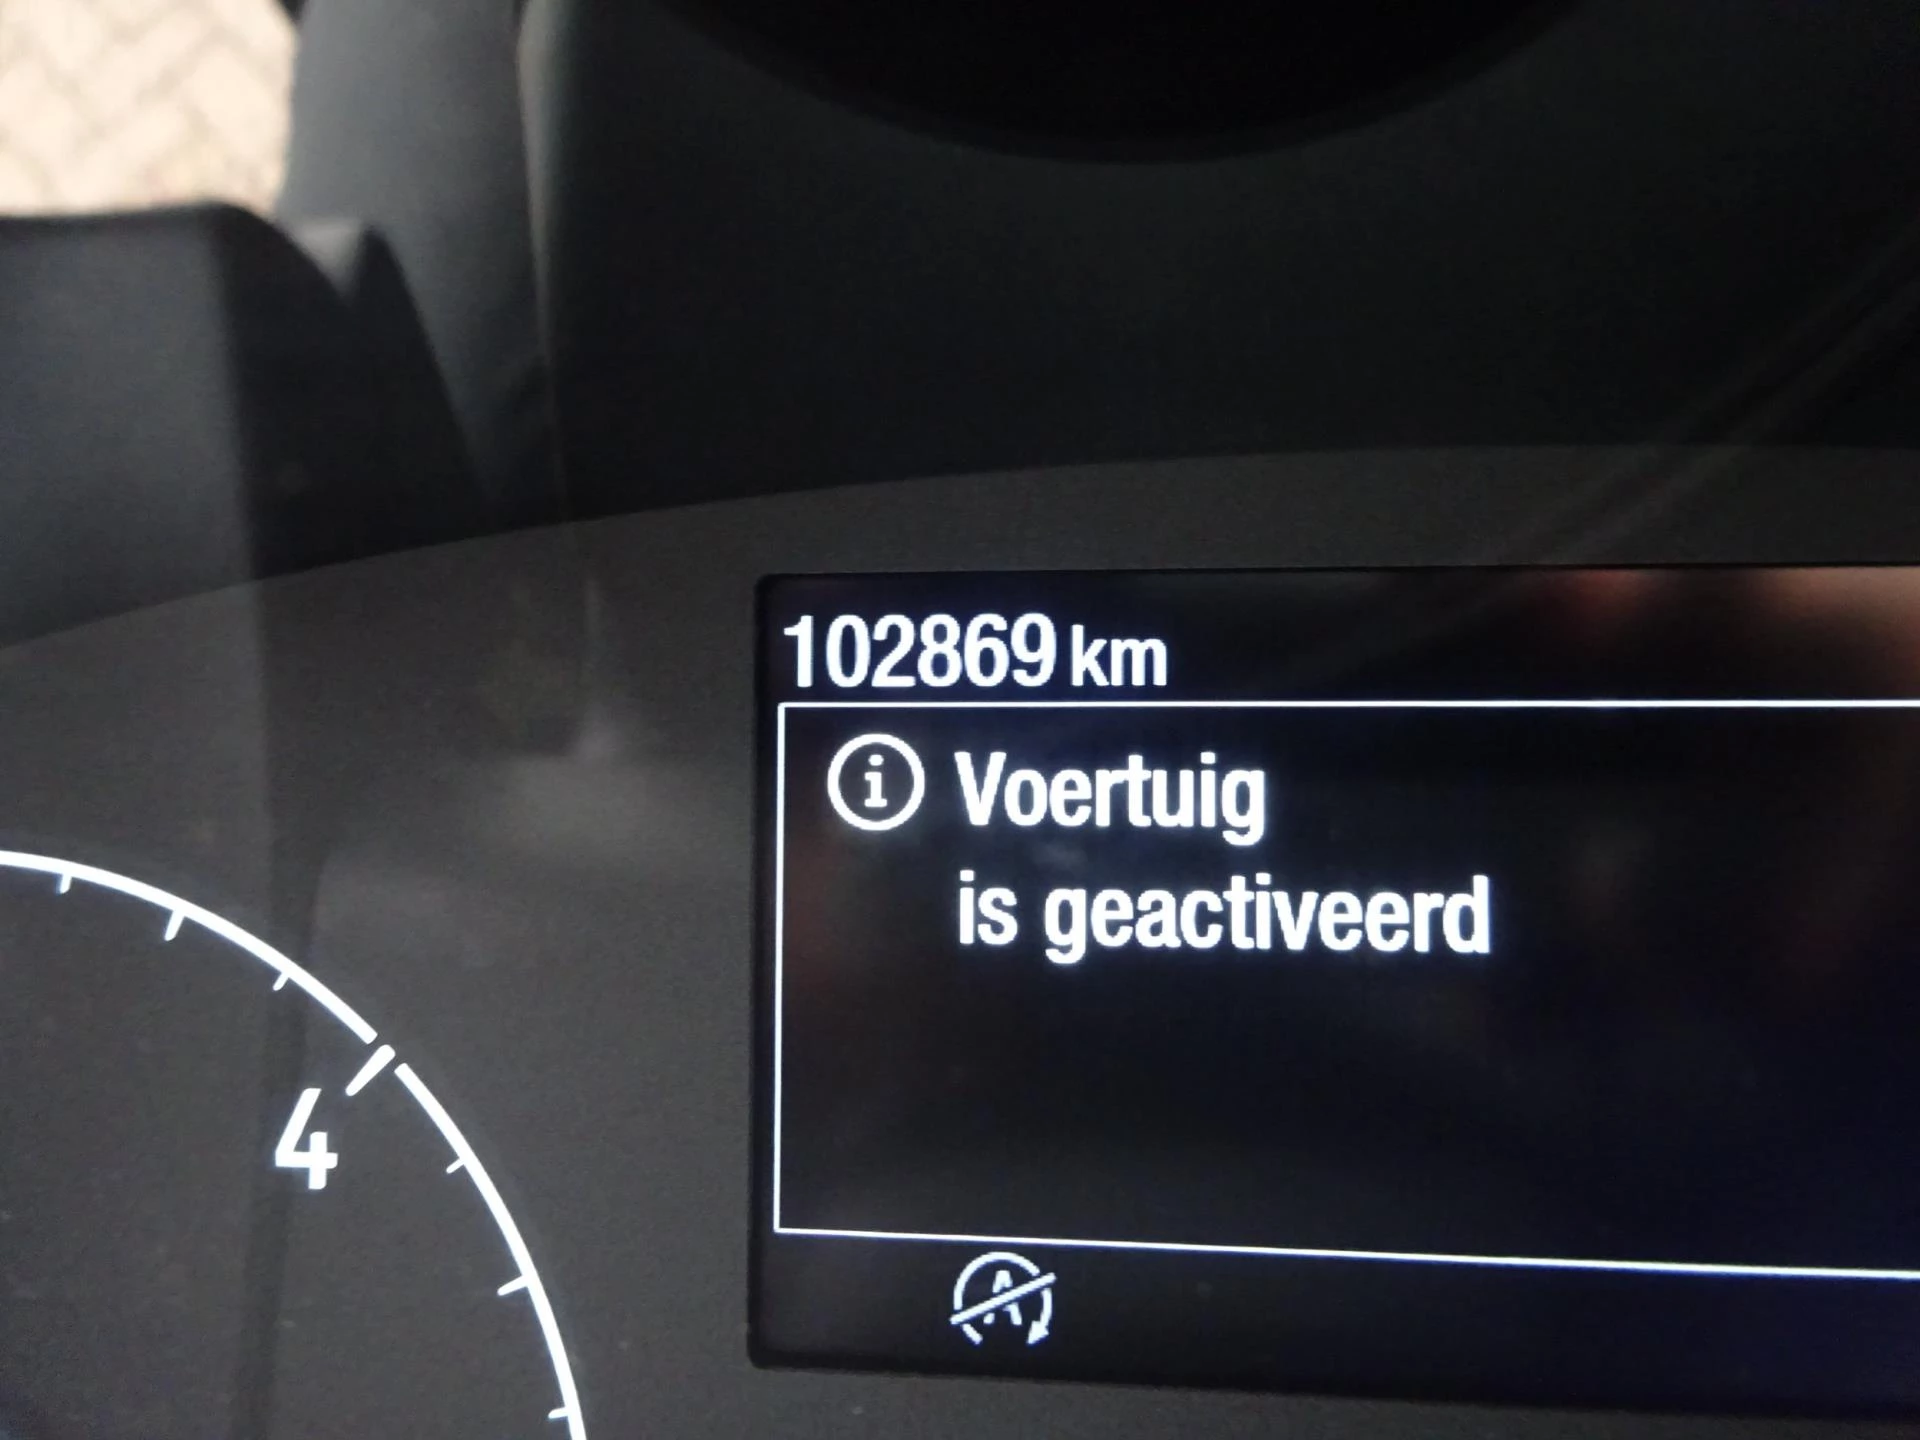 102869 km
i Voertuig
is geactiveerd
4
A